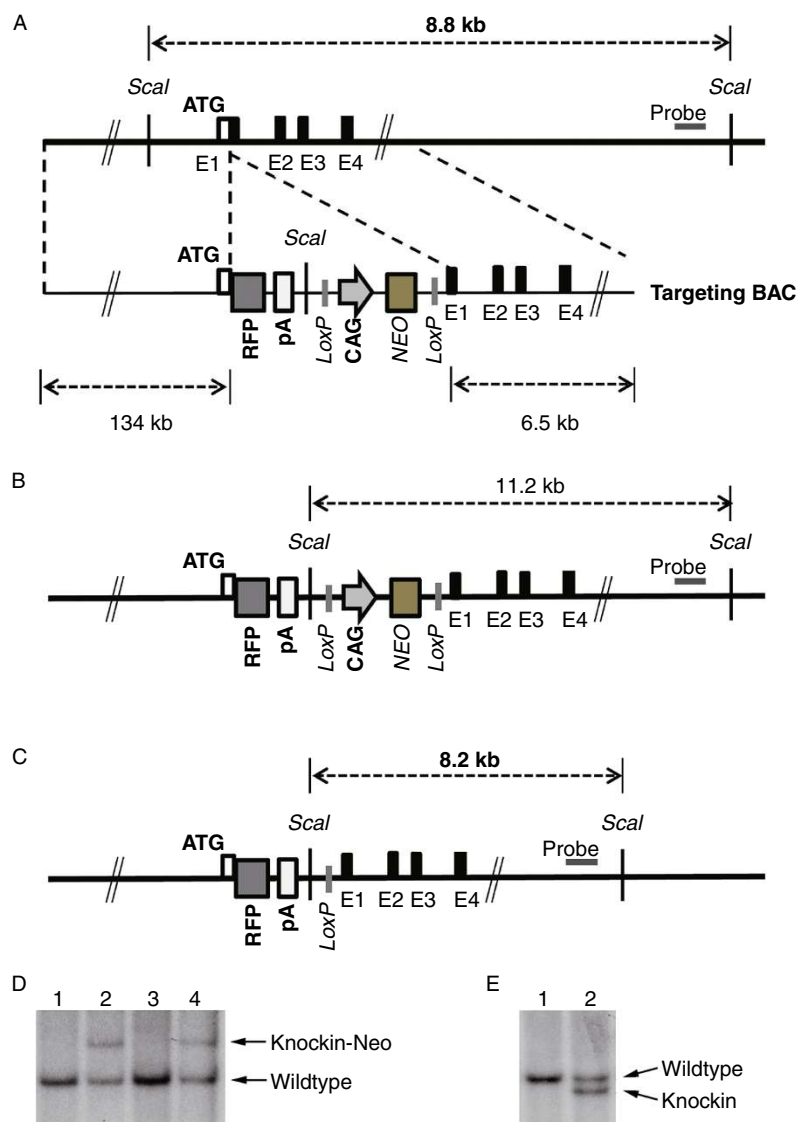 A
8.8 kb
ScaI ScaI
ATG Probe
E1 E2 E3 E4
ScaI
ATG
Targeting BAC
RFP pA LoxP CAG NEO LoxP E1 E2 E3 E4
134 kb 6.5 kb
B
11.2 kb
ScaI ScaI
ATG Probe
RFP pA LoxP CAG NEO LoxP E1 E2 E3 E4
C
8.2 kb
ScaI ScaI
ATG Probe
RFP pA LoxP E1 E2 E3 E4
D
1 2 3 4
Knockin-Neo
Wildtype
E
1 2
Wildtype
Knockin